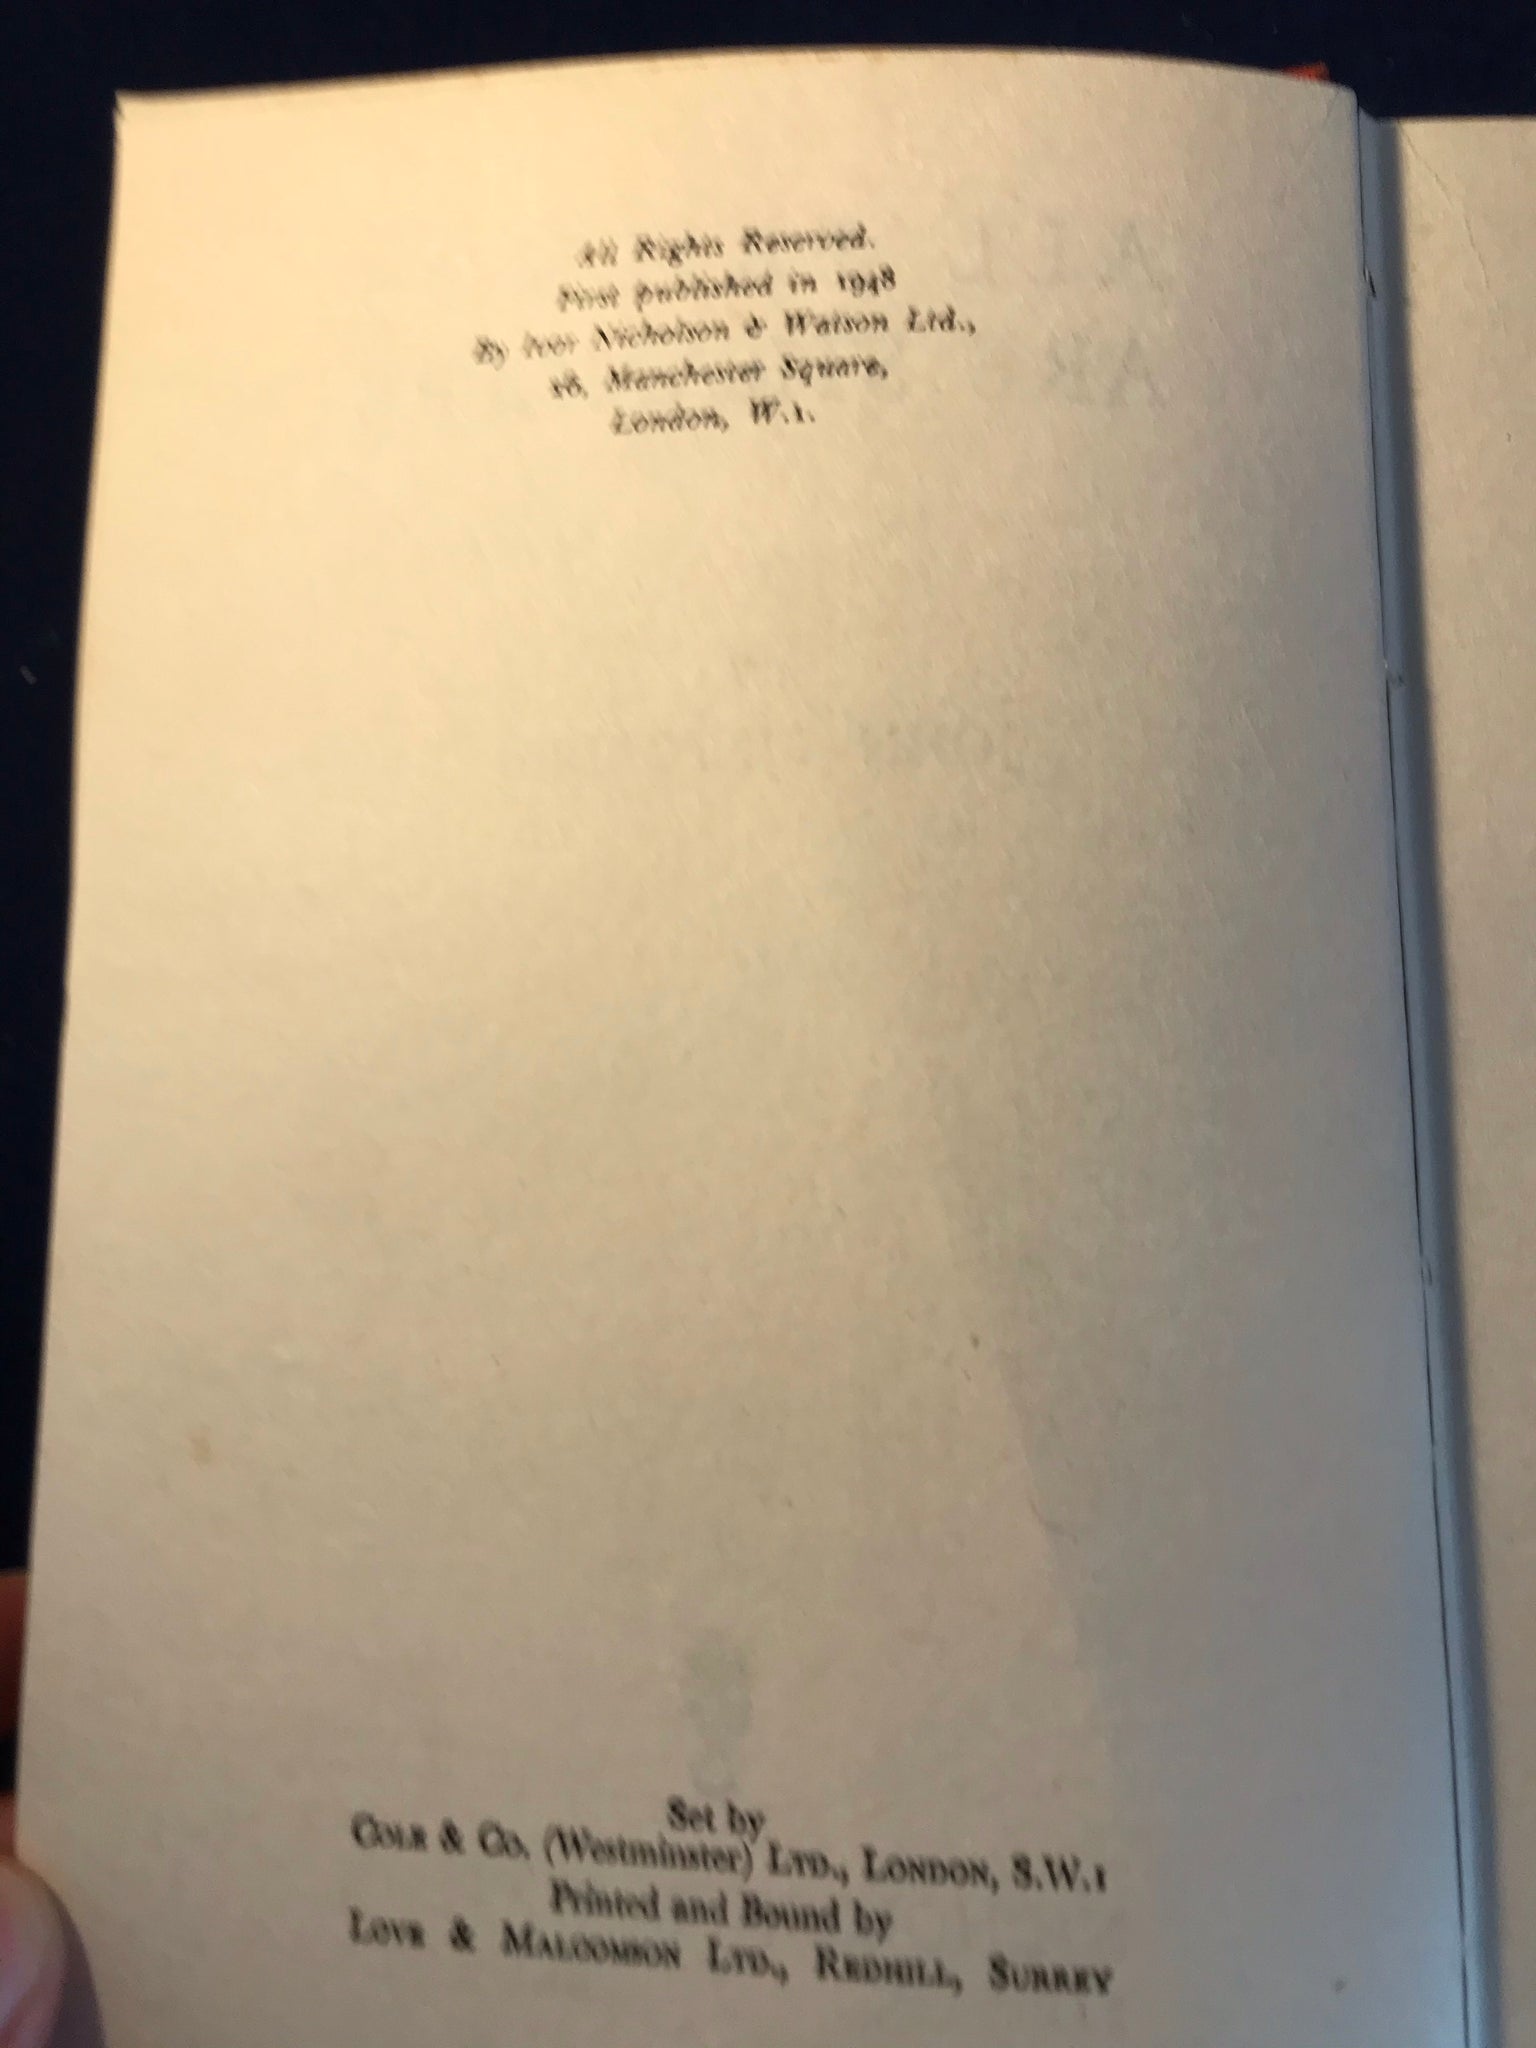 All Rights Reserved.
First published in 1948
By Ivor Nicholson & Watson Ltd.,
Manchester Square,
London, W.1.
Set by
COLE & CO. (Westminster) LTD., LONDON, S.W.1
Printed and Bound by
LOVE & MALCOMSON LTD., REDHILL, SURREY